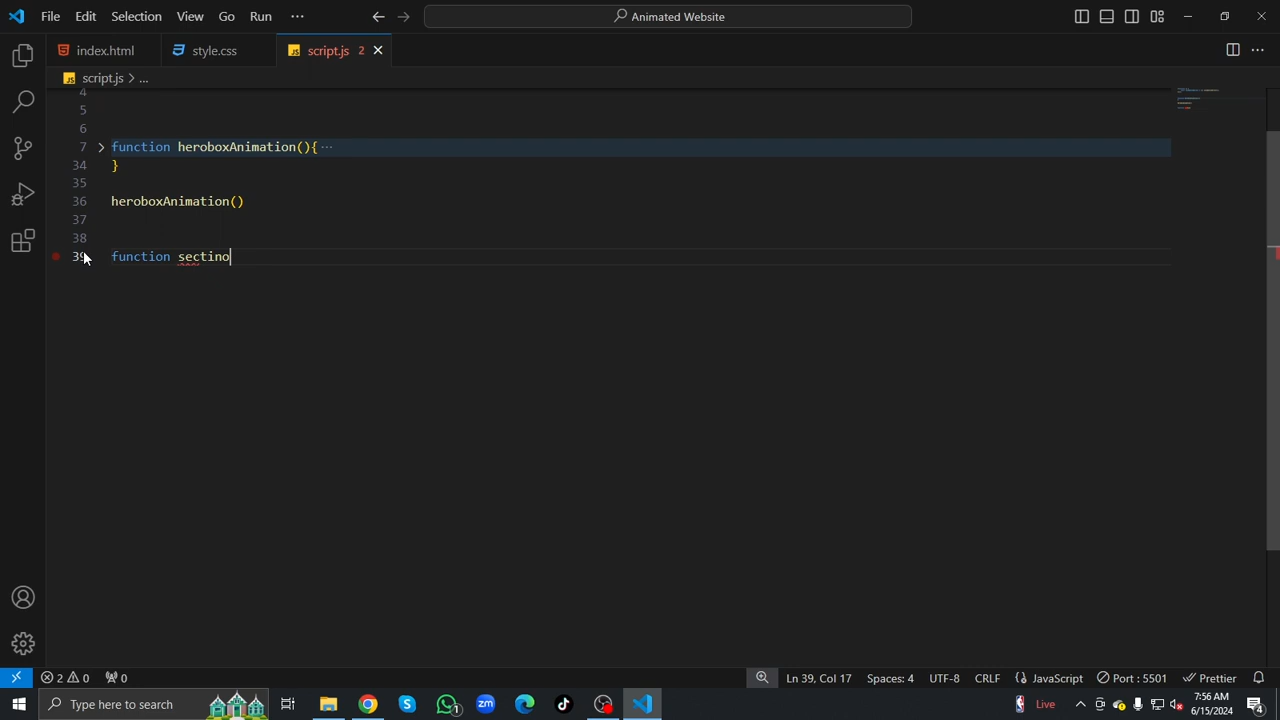 File Edit Selection View Go Run ··· Animated Website
index.html style.css script.js 2
script.js > ...
4
5
6
7 function heroboxAnimation(){ ···
34 }
35
36 heroboxAnimation()
37
38
39 function sectino
2 0 0 Ln 39, Col 17 Spaces: 4 UTF-8 CRLF {} JavaScript Port : 5501 Prettier
Type here to search 1 Live 7:56 AM
6/15/2024 4